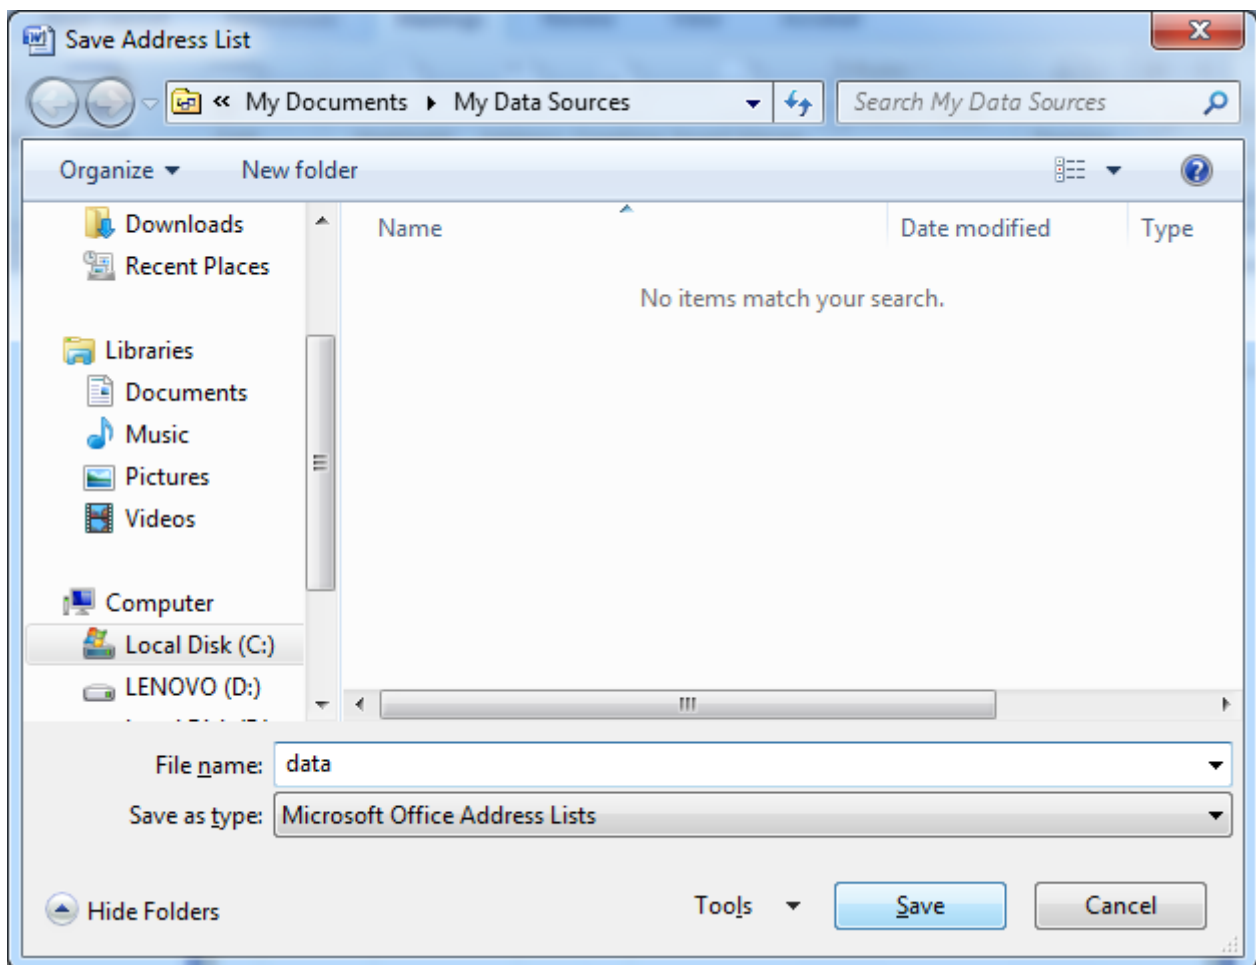 Save Address List
« My Documents My Data Sources Search My Data Sources
Organize New folder
Downloads
Recent Places
Libraries
Documents
Music
Pictures
Videos
Computer
Local Disk (C:)
LENOVO (D:)
Name Date modified Type
No items match your search.
File name: data
Save as type: Microsoft Office Address Lists
Hide Folders Tools Save Cancel